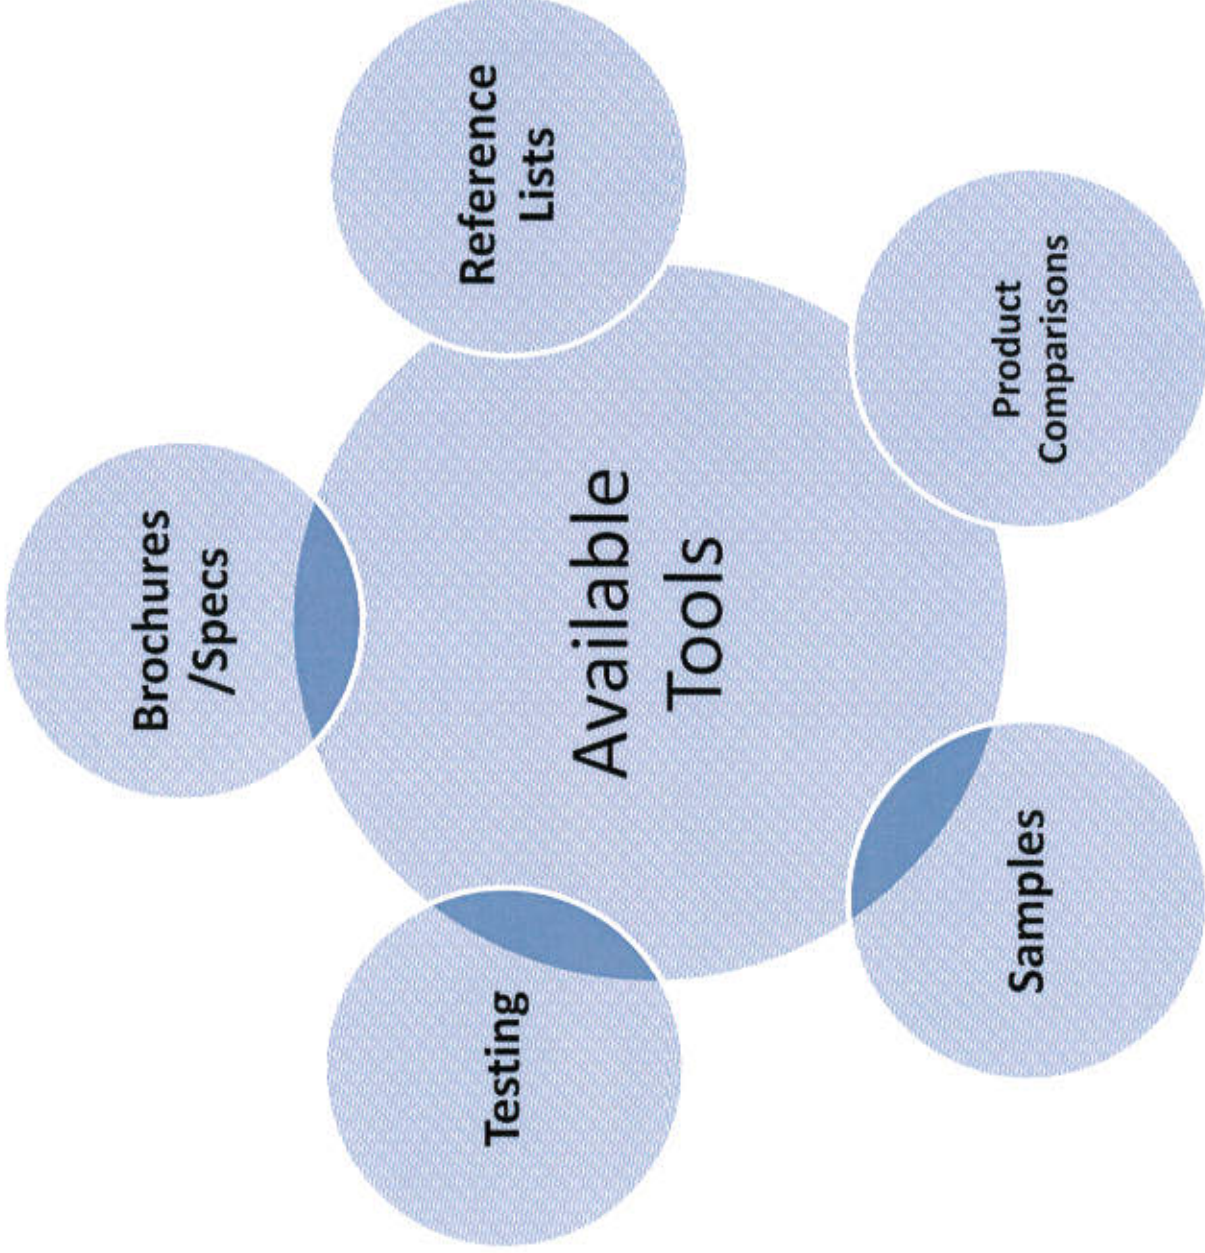 Brochures
/Specs
Testing
Reference
Lists
Available
Tools
Samples
Product
Comparisons